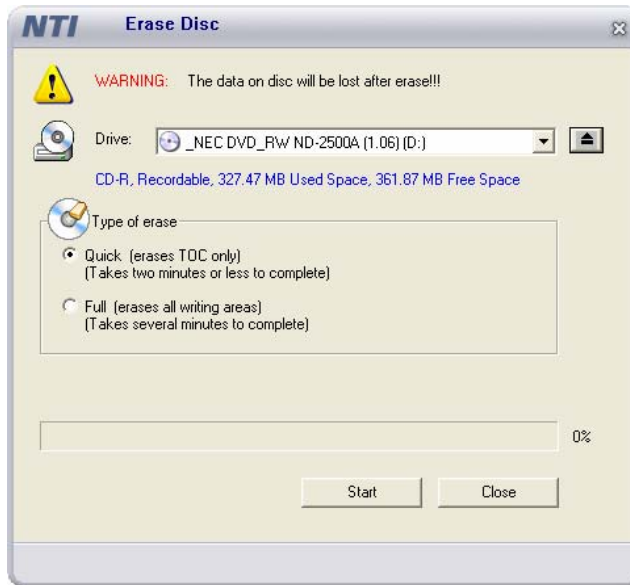 NTI Erase Disc
WARNING: The data on disc will be lost after erase!!!
Drive: _NEC DVD_RW ND-2500A (1.06) (D:)
CD-R, Recordable, 327.47 MB Used Space, 361.87 MB Free Space
Type of erase
Quick (erases TOC only)
(Takes two minutes or less to complete)
Full (erases all writing areas)
(Takes several minutes to complete)
0%
Start Close